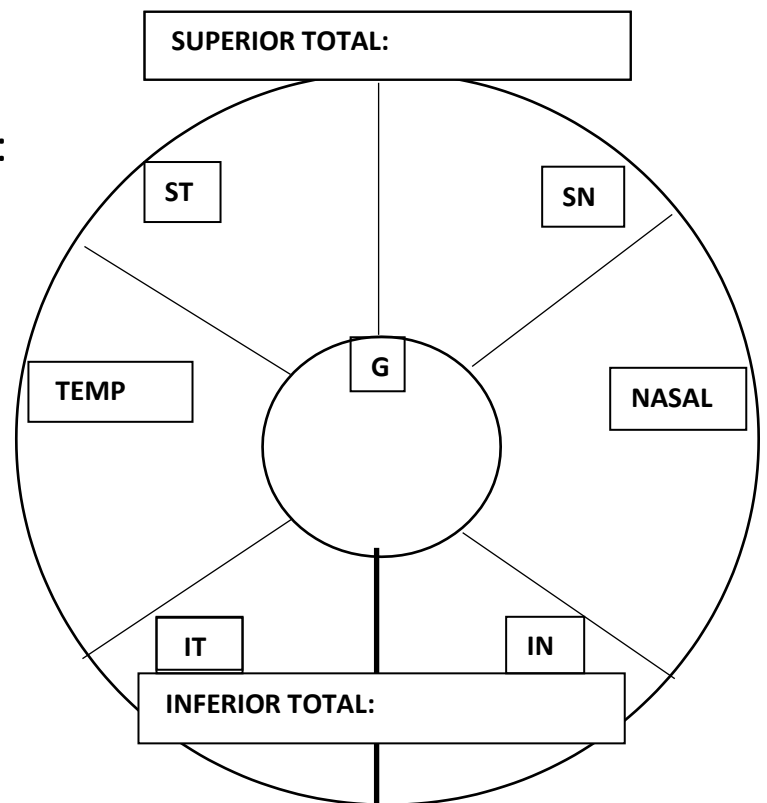 SUPERIOR TOTAL:
:
ST
SN
G
TEMP
NASAL
IT
IN
INFERIOR TOTAL: